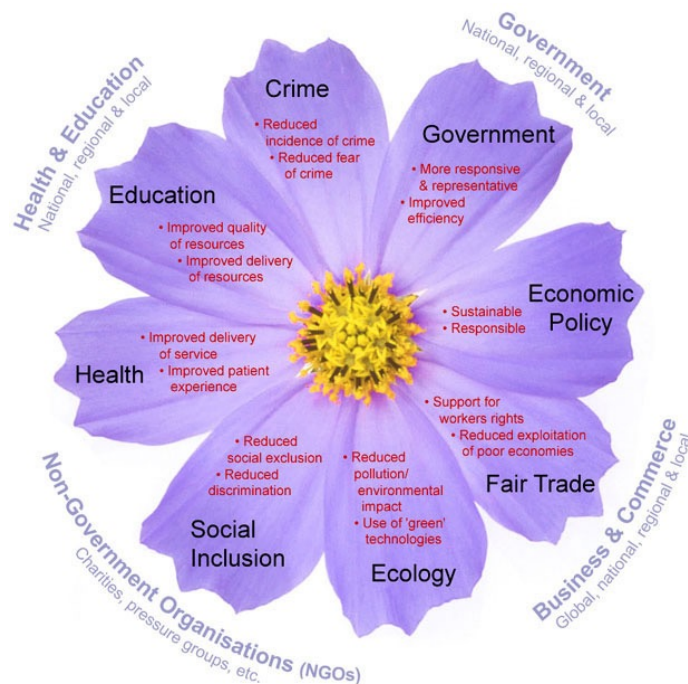 Health & Education
National, regional & local
Government
National, regional & local
Crime
• Reduced
incidence of crime
• Reduced fear
of crime
Government
• More responsive
& representative
• Improved
efficiency
Education
• Improved quality
of resources
• Improved delivery
of resources
Economic
Policy
• Sustainable
• Responsible
Health
• Improved delivery
of service
• Improved patient
experience
• Support for
workers rights
• Reduced exploitation
of poor economies
Fair Trade
• Reduced
social exclusion
• Reduced
discrimination
Social
Inclusion
• Reduced
pollution/
environmental
impact
• Use of 'green'
technologies
Ecology
Non-Government Organisations (NGOs)
Charities, pressure groups, etc.
Business & Commerce
Global, national, regional & local